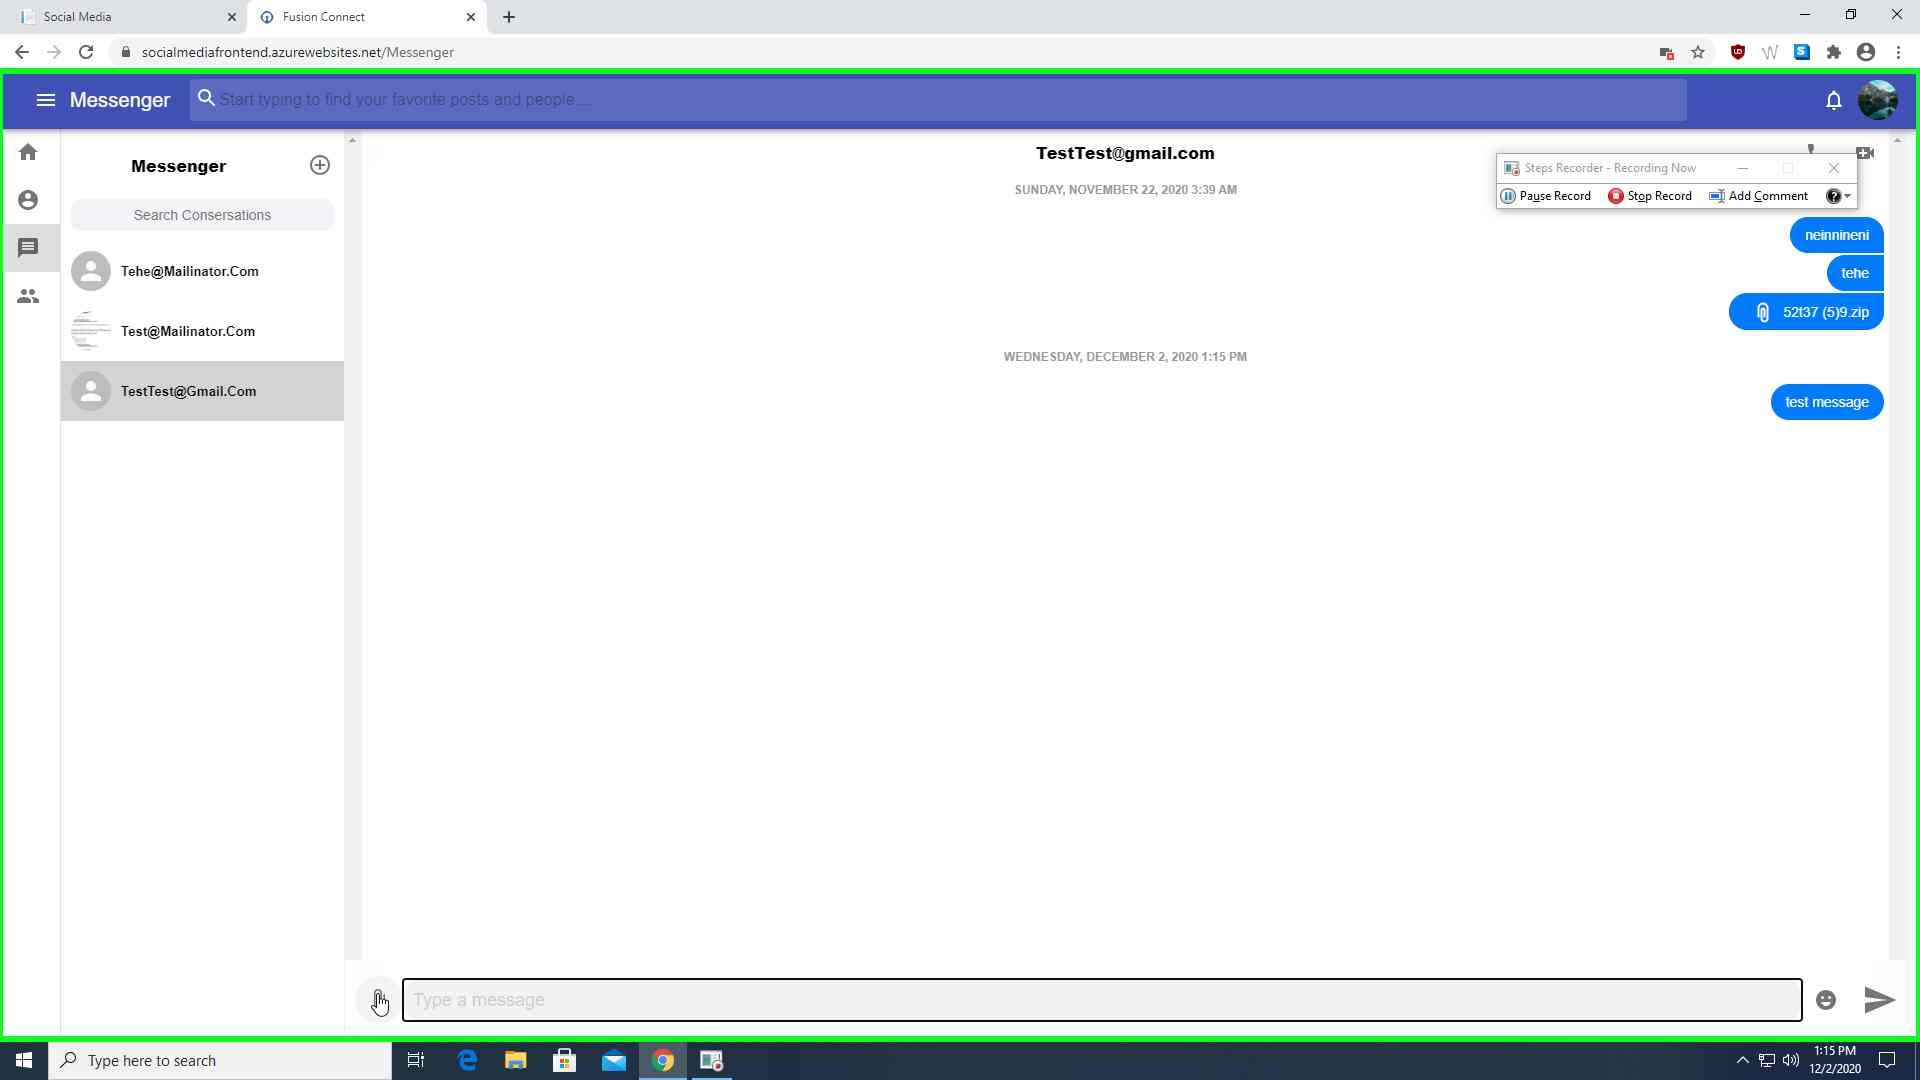 Social Media
Fusion Connect
socialmediafrontend.azurewebsites.net/Messenger
Messenger
Start typing to find your favorite posts and people....
Messenger
Search Consersations
Tehe@Mailinator.Com
Test@Mailinator.Com
TestTest@Gmail.Com
TestTest@gmail.com
SUNDAY, NOVEMBER 22, 2020 3:39 AM
Steps Recorder - Recording Now
Pause Record
Stop Record
Add Comment
neinnineni
tehe
52t37 (5)9.zip
WEDNESDAY, DECEMBER 2, 2020 1:15 PM
test message
Type a message
Type here to search
1:15 PM
12/2/2020